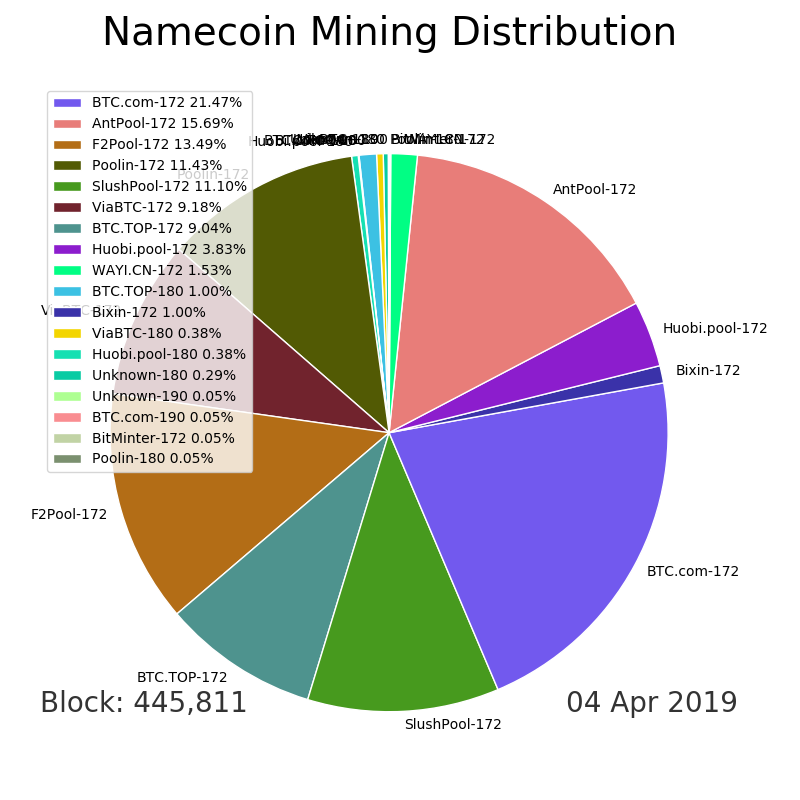 Namecoin Mining Distribution
BTC.com-172 21.47%
AntPool-172 15.69%
F2Pool-172 13.49%
Poolin-172 11.43%
SlushPool-172 11.10%
ViaBTC-172 9.18%
BTC.TOP-172 9.04%
Huobi.pool-172 3.83%
WAYI.CN-172 1.53%
BTC.TOP-180 1.00%
Bixin-172 1.00%
ViaBTC-180 0.38%
Huobi.pool-180 0.38%
Unknown-180 0.29%
Unknown-190 0.05%
BTC.com-190 0.05%
BitMinter-172 0.05%
Poolin-180 0.05%
WAYI.CN-172
AntPool-172
Poolin-172
Huobi.pool-172
Bixin-172
F2Pool-172
BTC.com-172
BTC.TOP-172
SlushPool-172
Block: 445,811
04 Apr 2019